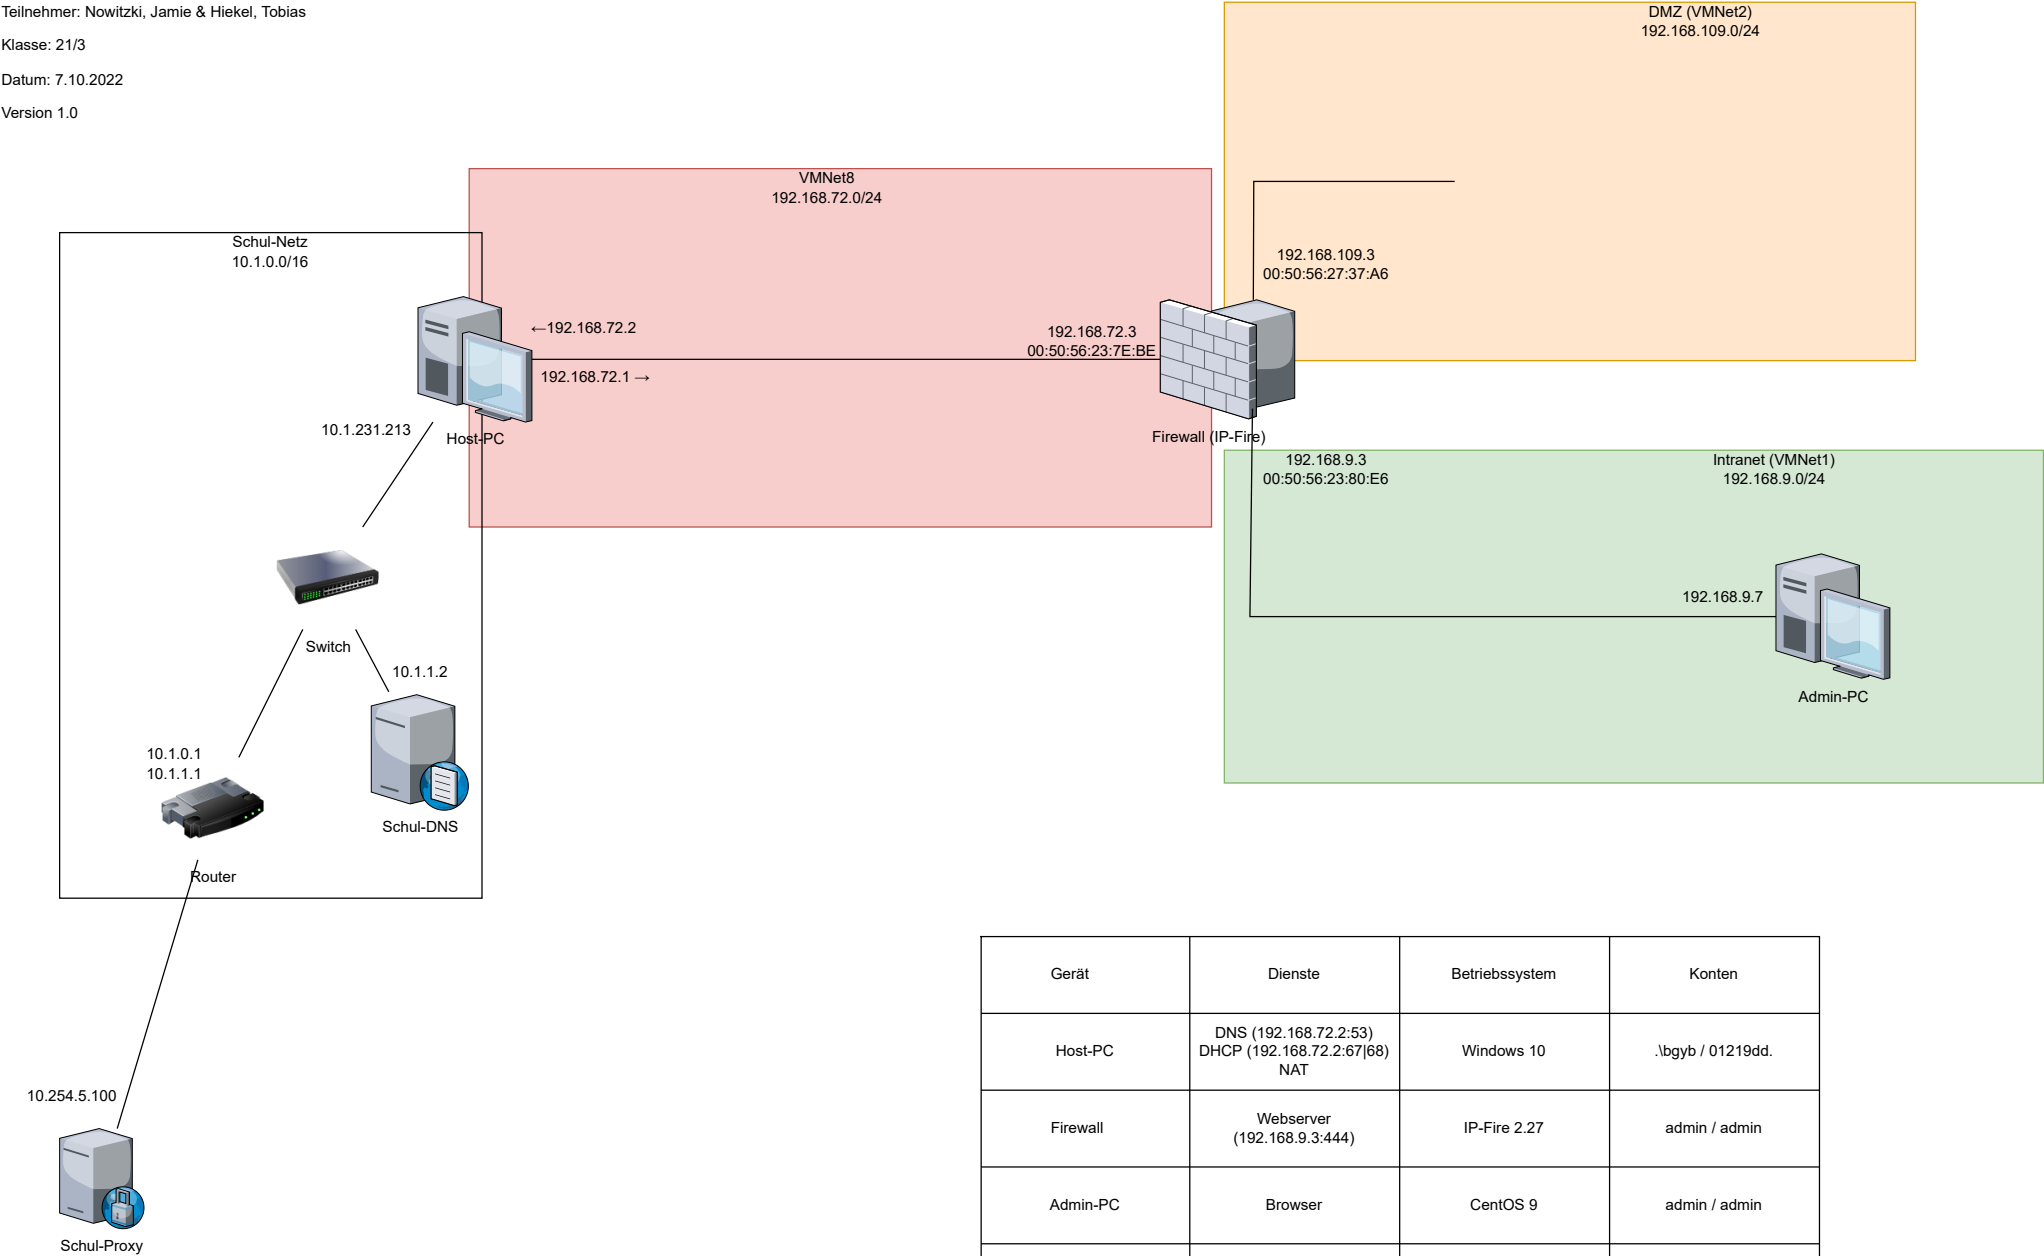 Teilnehmer: Nowitzki, Jamie & Hiekel, Tobias
Klasse: 21/3
Datum: 7.10.2022
Version 1.0
DMZ (VMNet2)
192.168.109.0/24
VMNet8
192.168.72.0/24
Schul-Netz
10.1.0.0/16
192.168.109.3
00:50:56:27:37:A6
←192.168.72.2
192.168.72.1 →
192.168.72.3
00:50:56:23:7E:BE
10.1.231.213
Host-PC
Firewall (IP-Fire)
192.168.9.3
00:50:56:23:80:E6
Intranet (VMNet1)
192.168.9.0/24
192.168.9.7
Admin-PC
Switch
10.1.1.2
10.1.0.1
10.1.1.1
Schul-DNS
Router
10.254.5.100
Schul-Proxy
Gerät Dienste Betriebssystem Konten
Host-PC
DNS (192.168.72.2:53)
DHCP (192.168.72.2:67|68)
NAT
Windows 10
.\bgyb / 01219dd.
Firewall
Webserver
(192.168.9.3:444)
IP-Fire 2.27
admin / admin
Admin-PC Browser CentOS 9 admin / admin